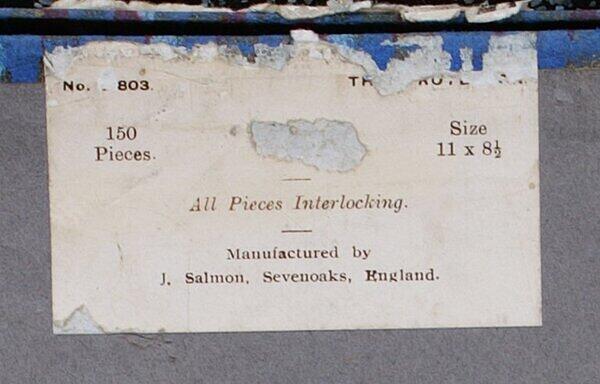 No. 803.
150
Pieces.
Size
11 x 8½
All Pieces Interlocking.
Manufactured by
J. Salmon, Sevenoaks, England.